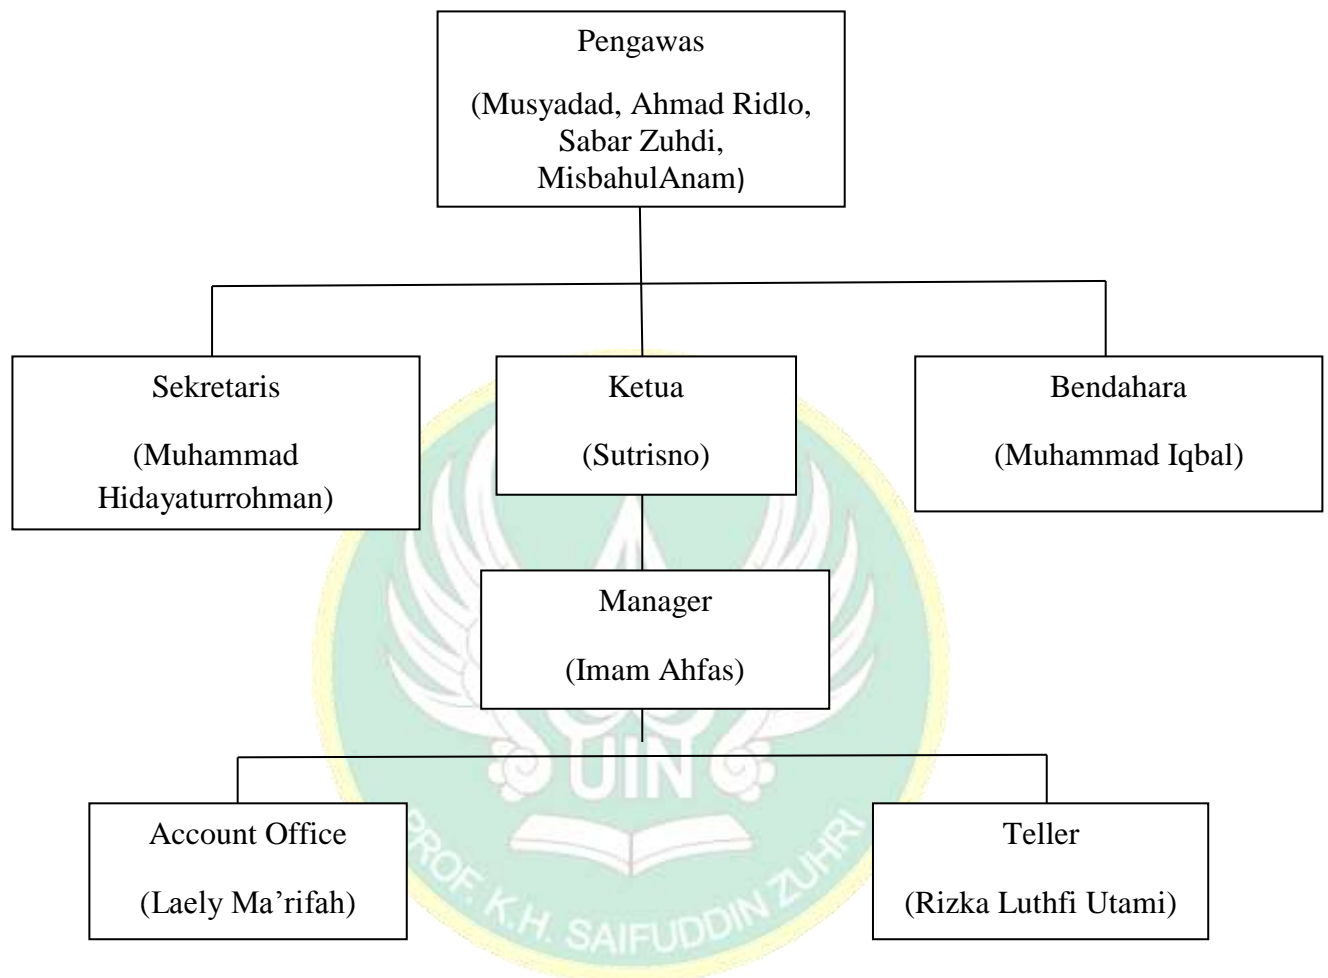 Pengawas
(Musyadad, Ahmad Ridlo,
Sabar Zuhdi,
MisbahulAnam)
Sekretaris
(Muhammad
Hidayaturrohman)
Ketua
(Sutrisno)
Bendahara
(Muhammad Iqbal)
Manager
(Imam Ahfas)
Account Office
(Laely Ma’rifah)
Teller
(Rizka Luthfi Utami)
UIN
PROF. K.H. SAIFUDDIN ZUHRI